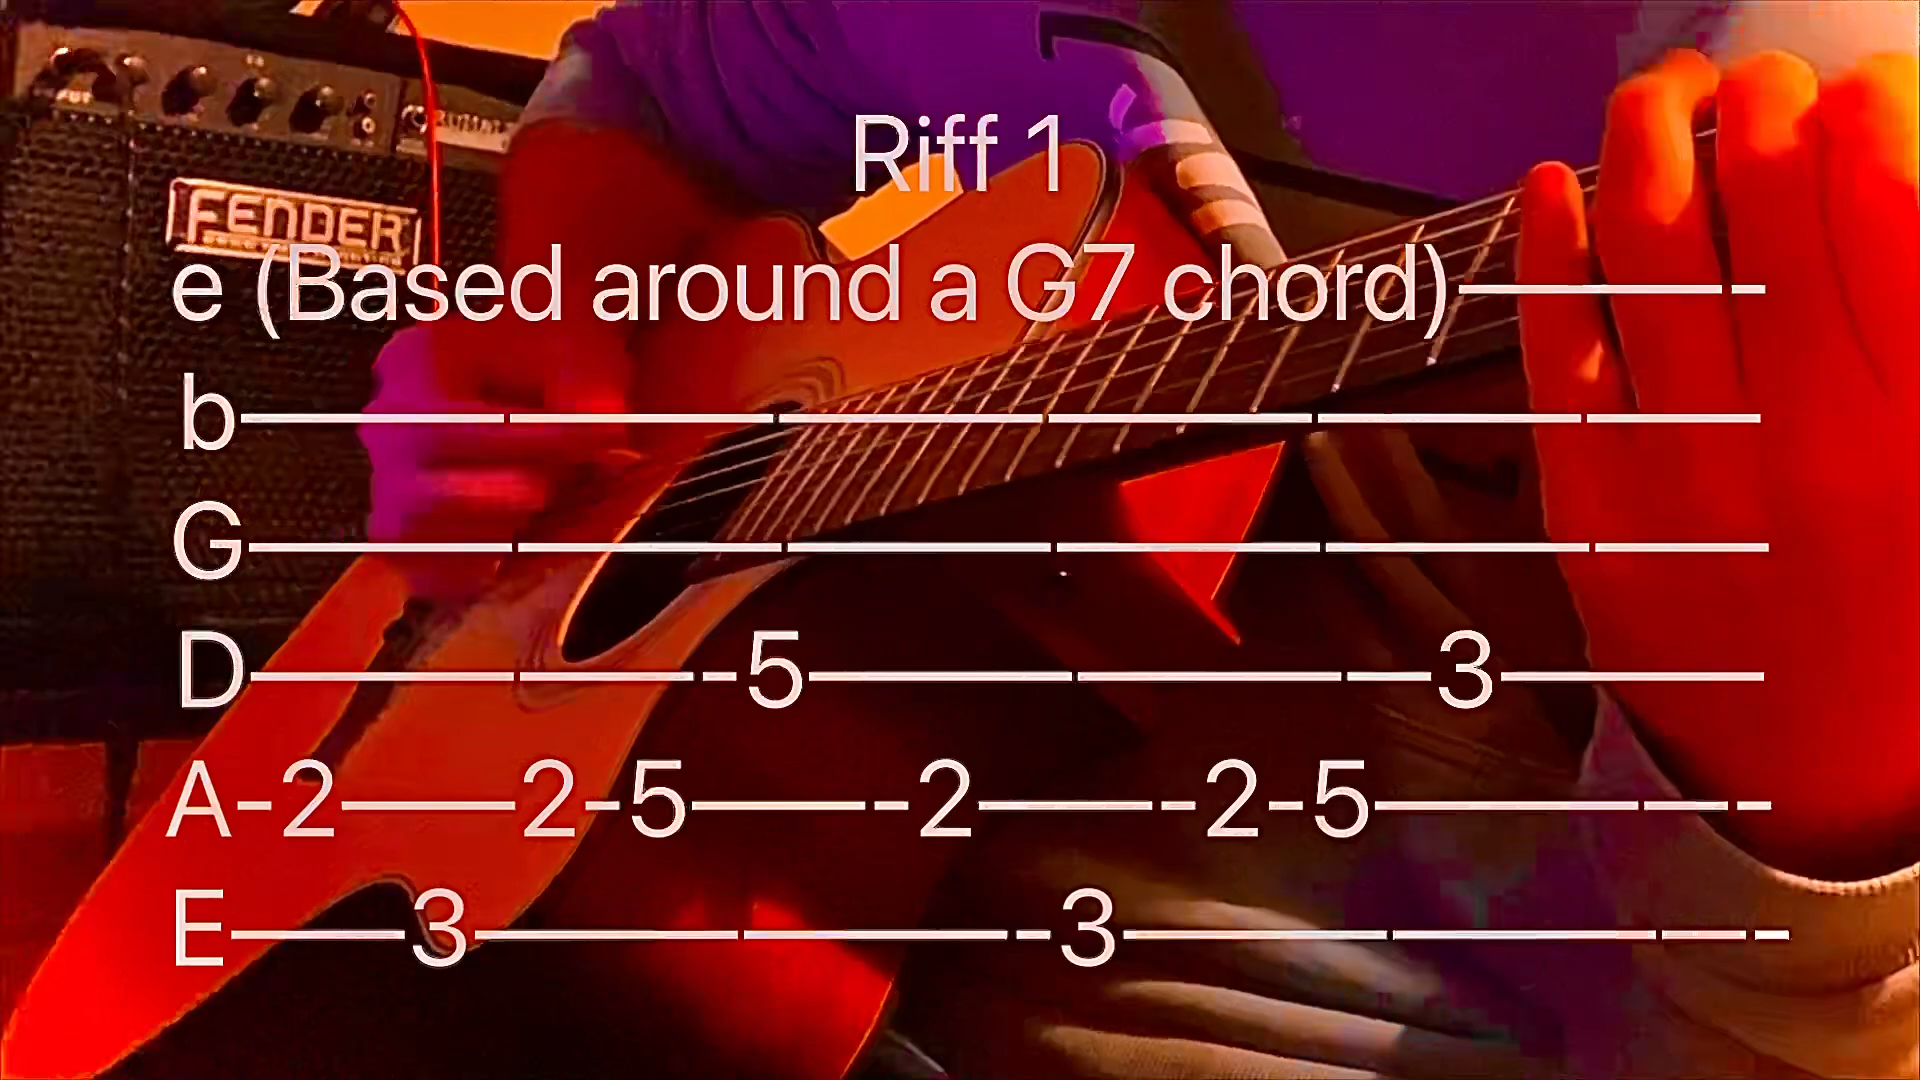 FENDER
Riff 1
e (Based around a G7 chord)—--
b——————
G——————
D——--5———3——
A-2——2-5—--2—--2-5———-
E——3———--3————-